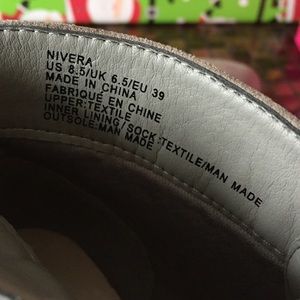 NIVERA
US 8.5/UK 6.5/EU 39
MADE IN CHINA
FABRIQUÉ EN CHINE
UPPER:TEXTILE
INNER LINING/SOCK:TEXTILE/MAN MADE
OUTSOLE:MAN MADE